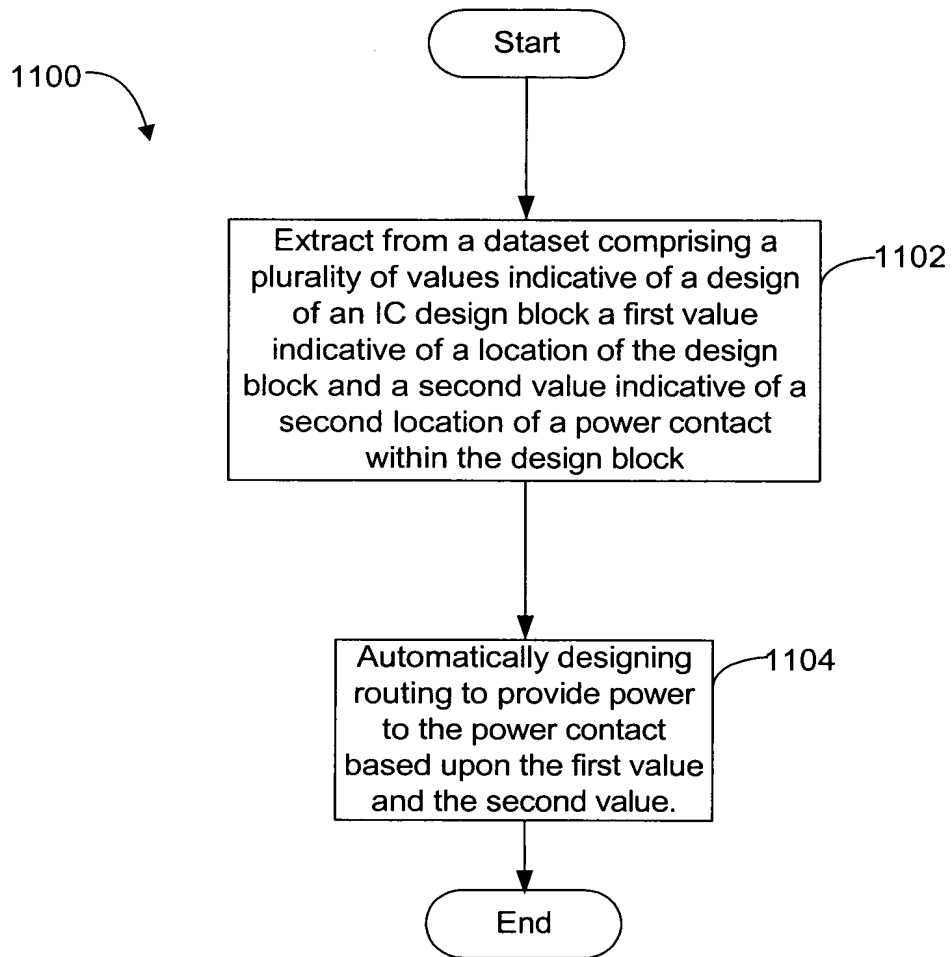 Start
1100
Extract from a dataset comprising a
plurality of values indicative of a design
of an IC design block a first value
indicative of a location of the design
block and a second value indicative of a
second location of a power contact
within the design block
1102
Automatically designing
routing to provide power
to the power contact
based upon the first value
and the second value.
1104
End